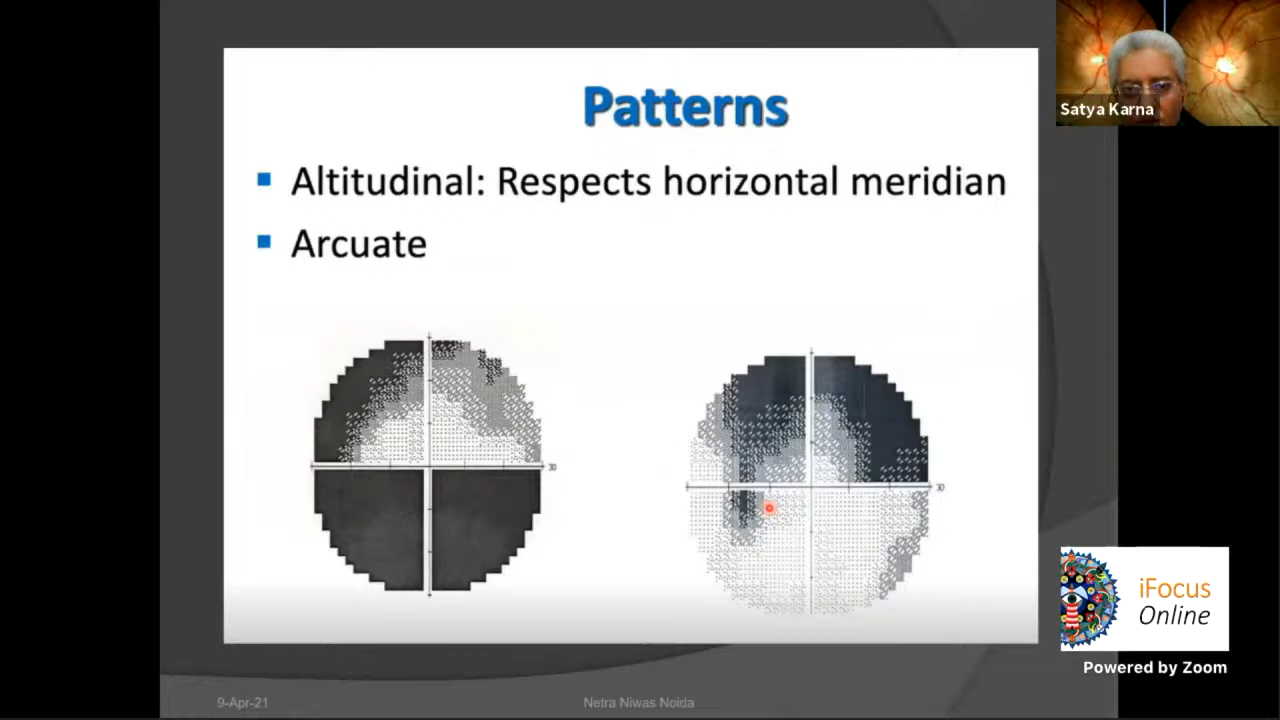 Patterns
Altitudinal: Respects horizontal meridian
Arcuate
30
30
Satya Karna
iFocus
Online
Powered by Zoom
9-Apr-21
Netra Niwas Noida